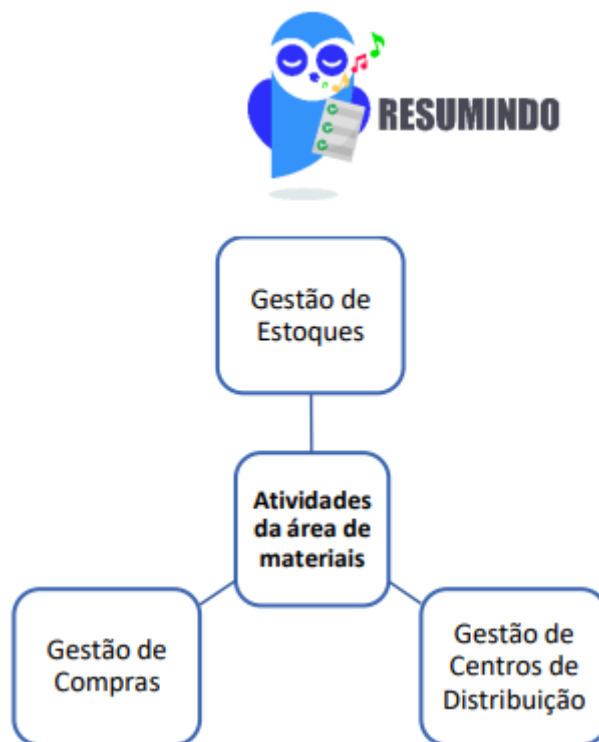 RESUMINDO
Gestão de
Estoques
Atividades
da área de
materiais
Gestão de
Compras
Gestão de
Centros de
Distribuição